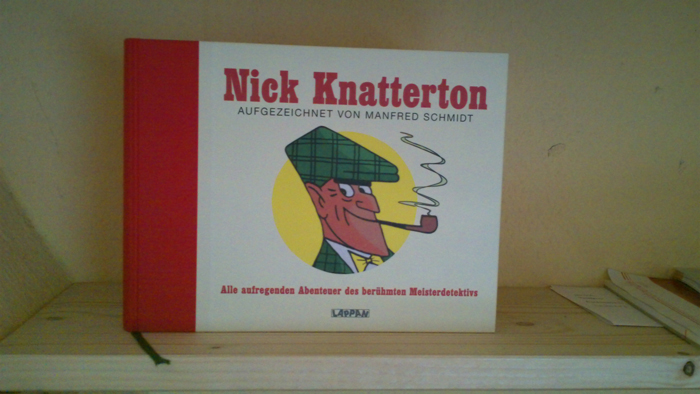 Nick Knatterton
AUFGEZEICHNET VON MANFRED SCHMIDT
Alle aufregenden Abenteuer des berühmten Meisterdetektivs
LAPPAN